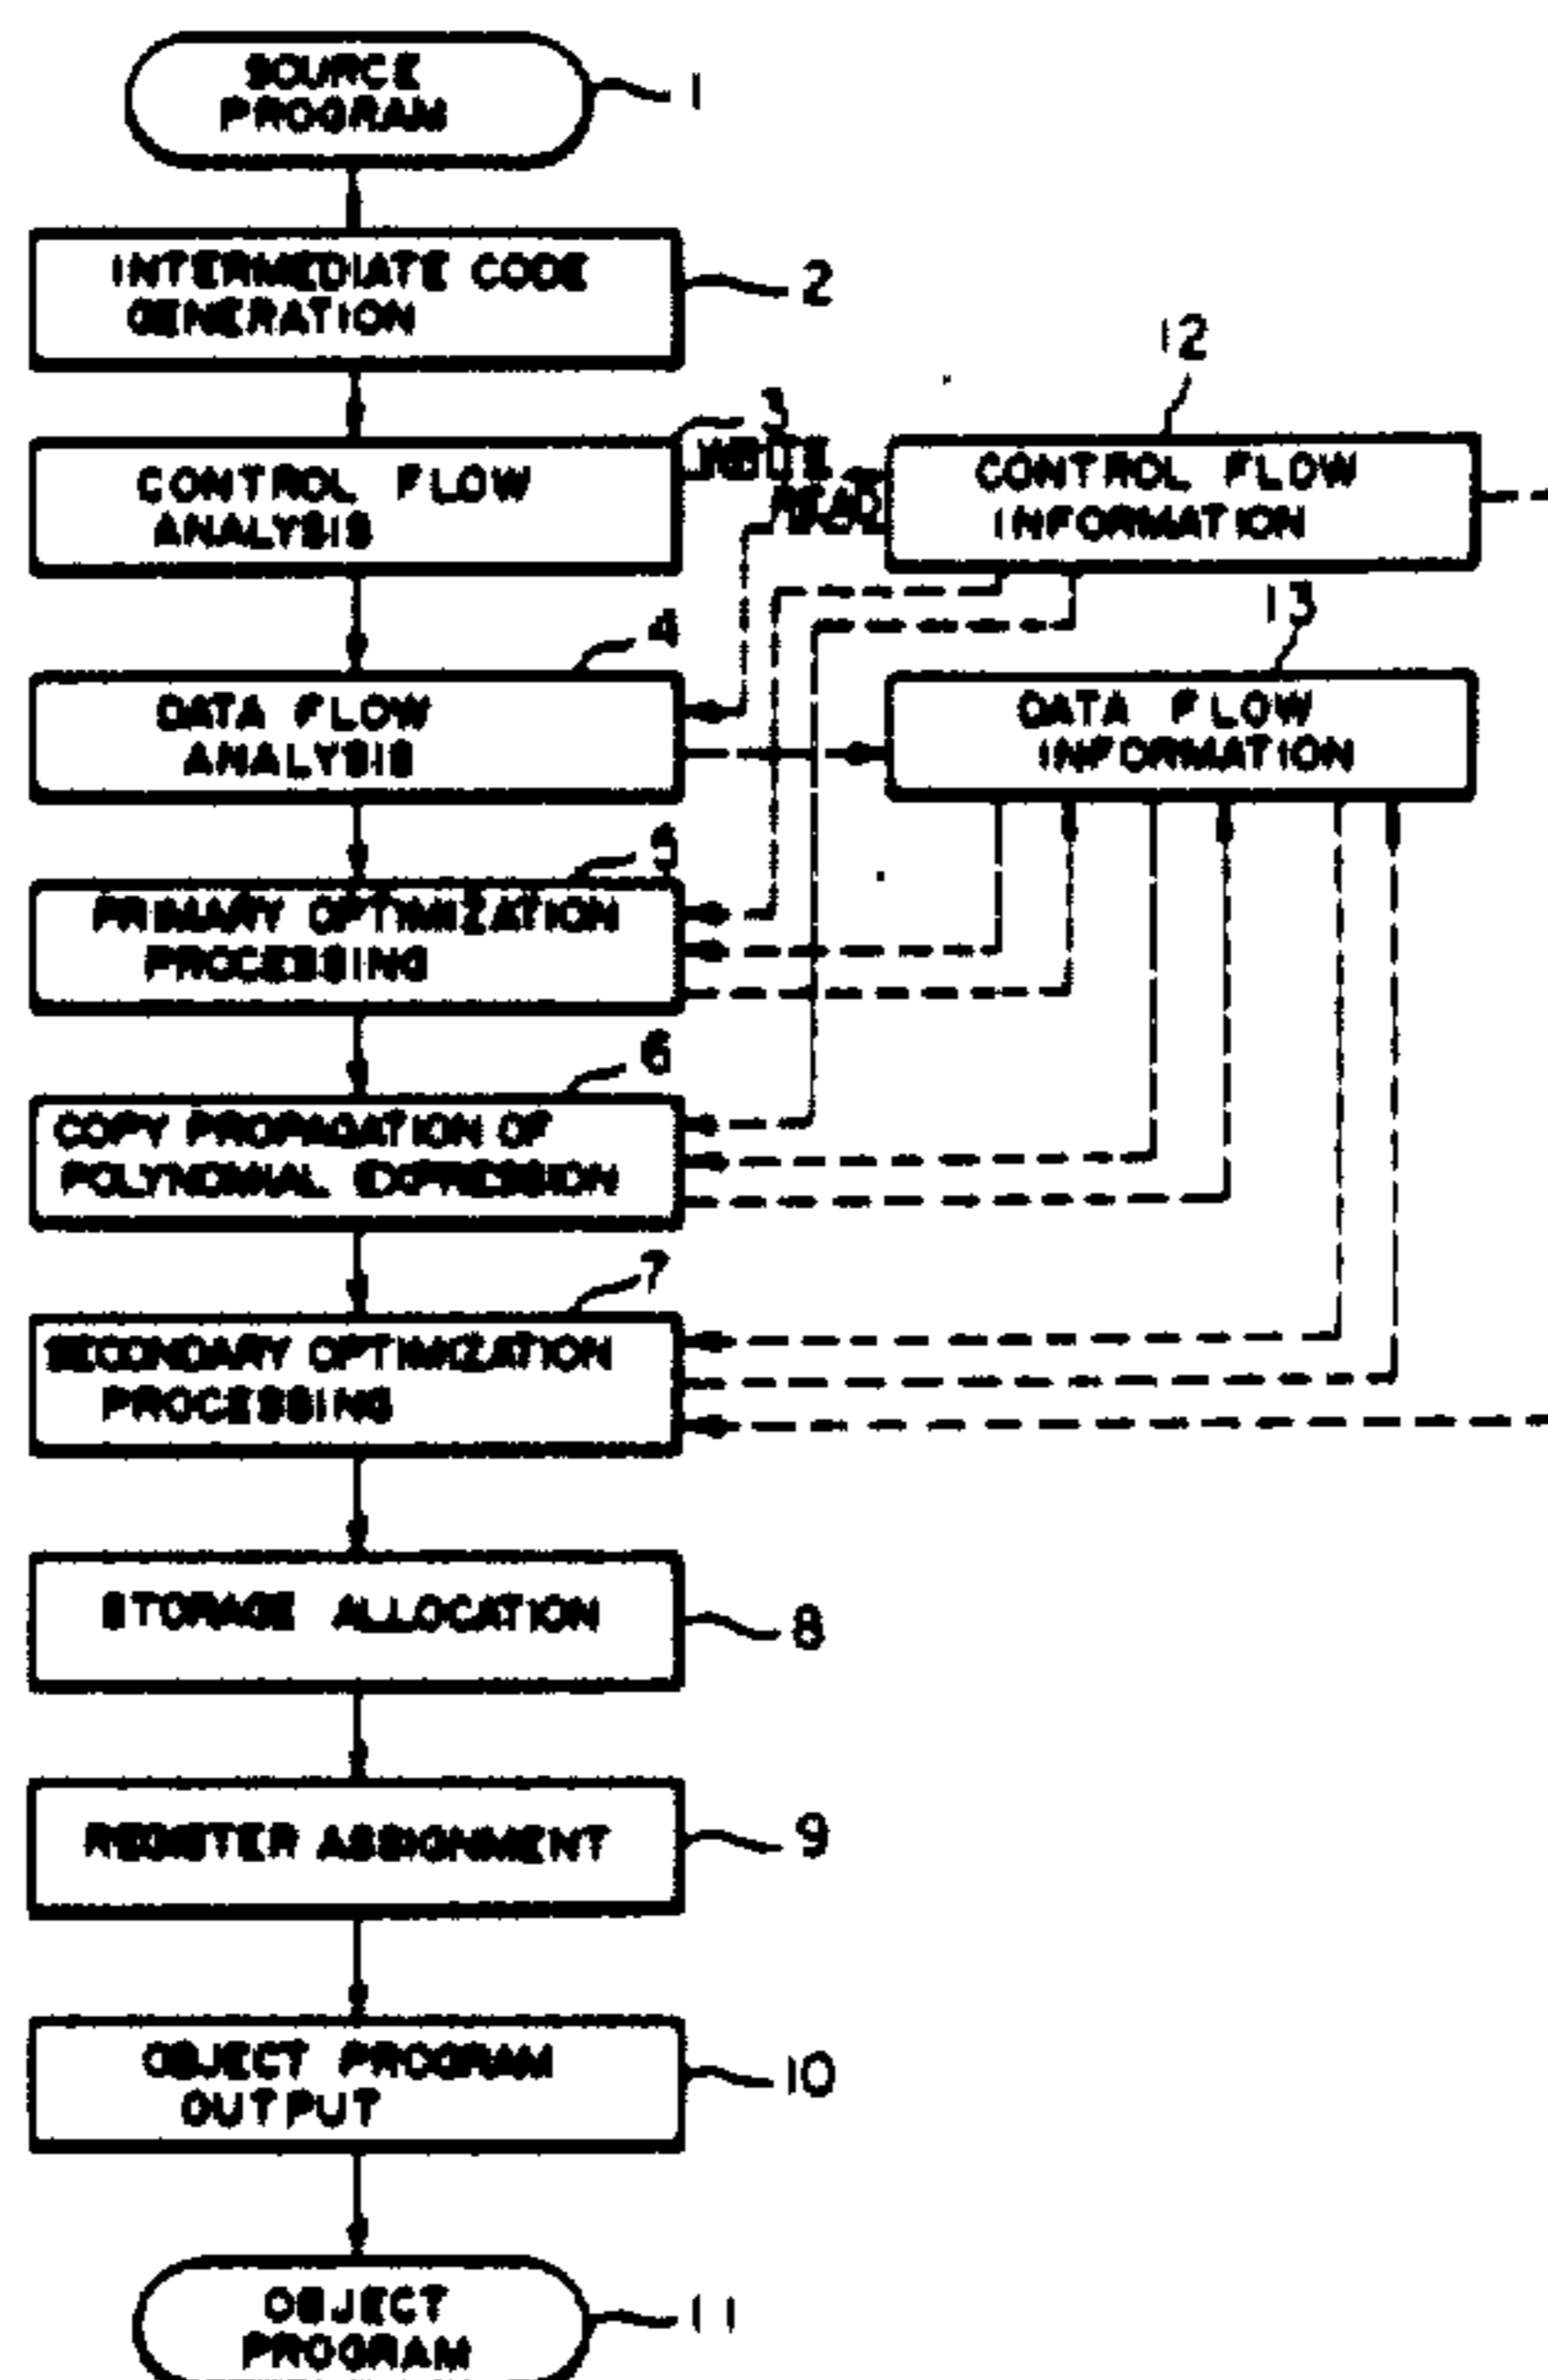 SOURCE
PROGRAM
1
INTERMEDIATE CODE
GENERATION
2
12
3
CONTROL FLOW
ANALYSIS
WRITE
READ
CONTROL FLOW
INFORMATION
13
4
DATA FLOW
ANALYSIS
DATA FLOW
INFORMATION
5
PRIMARY OPTIMIZATION
PROCESSING
6
COPY PROPAGATION OF
POLYNOMIAL EXPRESSION
7
SECONDARY OPTIMIZATION
PROCESSING
STORAGE ALLOCATION
8
REGISTER ASSIGNMENT
9
OBJECT PROGRAM
OUTPUT
10
OBJECT
PROGRAM
11